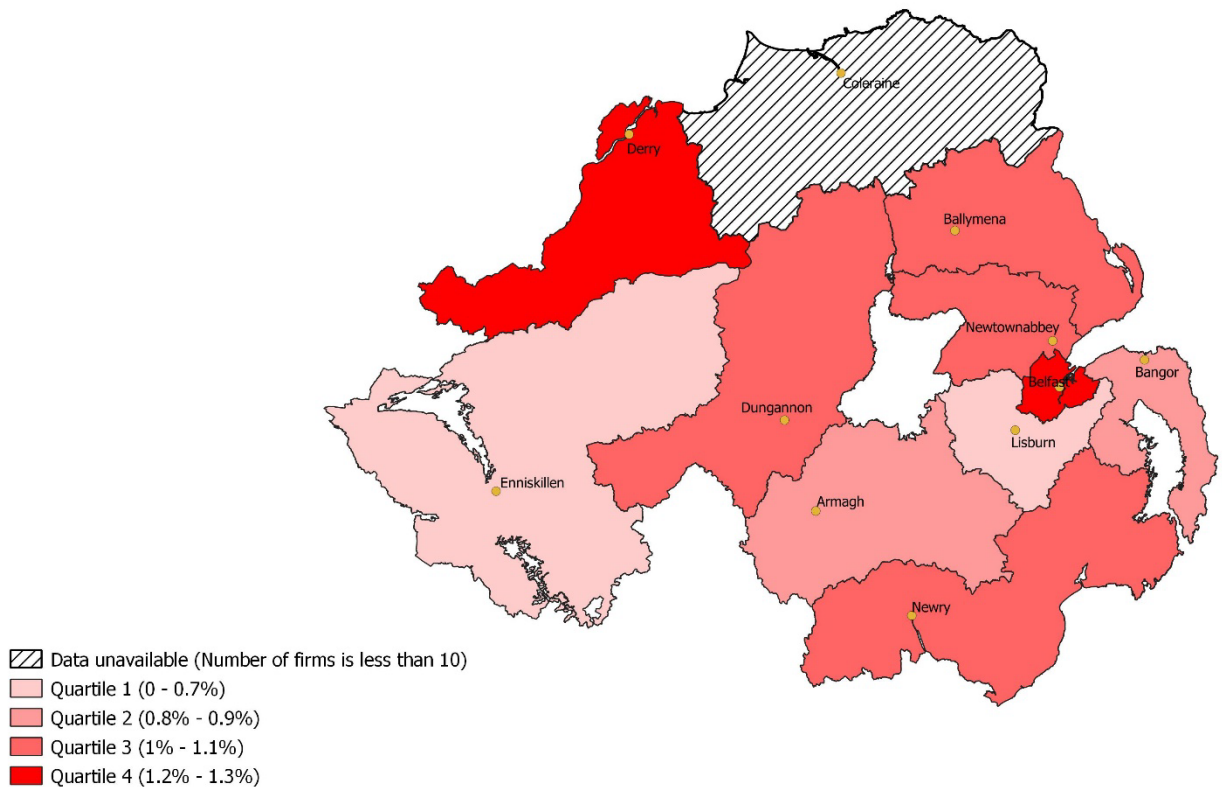 Coleraine
Derry
Ballymena
Newtownabbey
Bangor
Belfast
Dungannon
Lisburn
Enniskillen
Armagh
Newry
Data unavailable (Number of firms is less than 10)
Quartile 1 (0 - 0.7%)
Quartile 2 (0.8% - 0.9%)
Quartile 3 (1% - 1.1%)
Quartile 4 (1.2% - 1.3%)